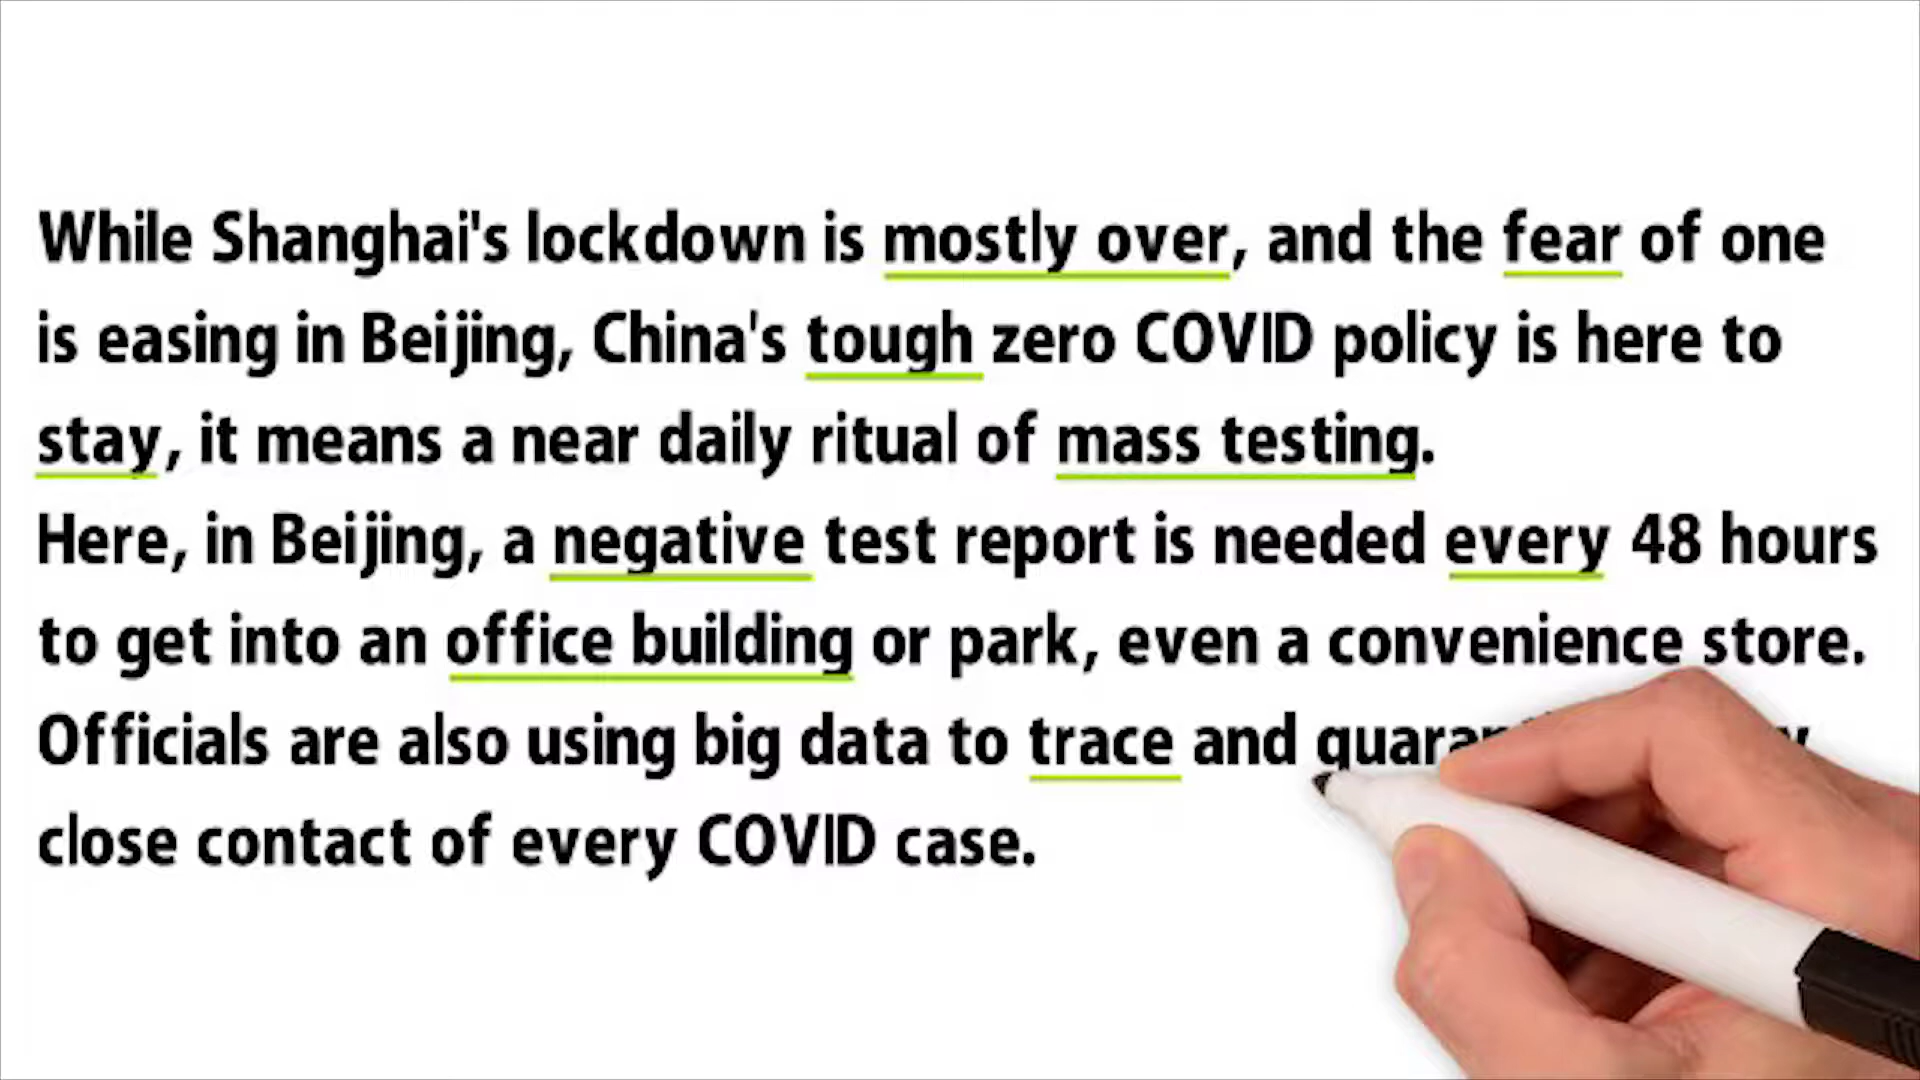 While Shanghai's lockdown is mostly over, and the fear of one
is easing in Beijing, China's tough zero COVID policy is here to
stay, it means a near daily ritual of mass testing.
Here, in Beijing, a negative test report is needed every 48 hours
to get into an office building or park, even a convenience store.
Officials are also using big data to trace and
close contact of every COVID case.